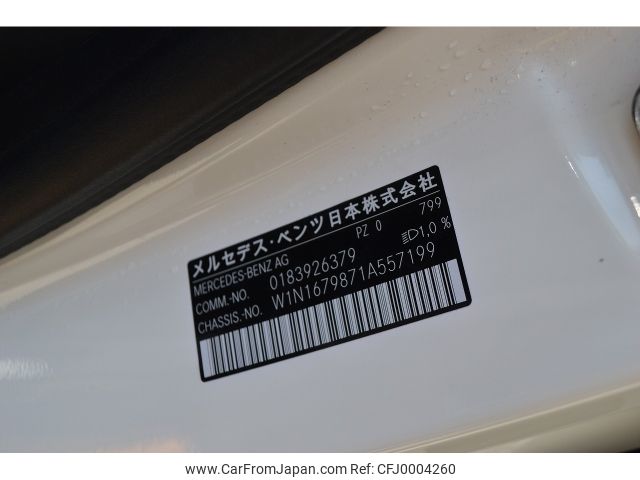 メルセデス・ベンツ日本株式会社
MERCEDES-BENZ AG PZ 0 799
COMM.-NO. 0183926379 1.0 %
CHASSIS.-NO. W1N1679871A557199
www.CarFromJapan.com CFJ0004260